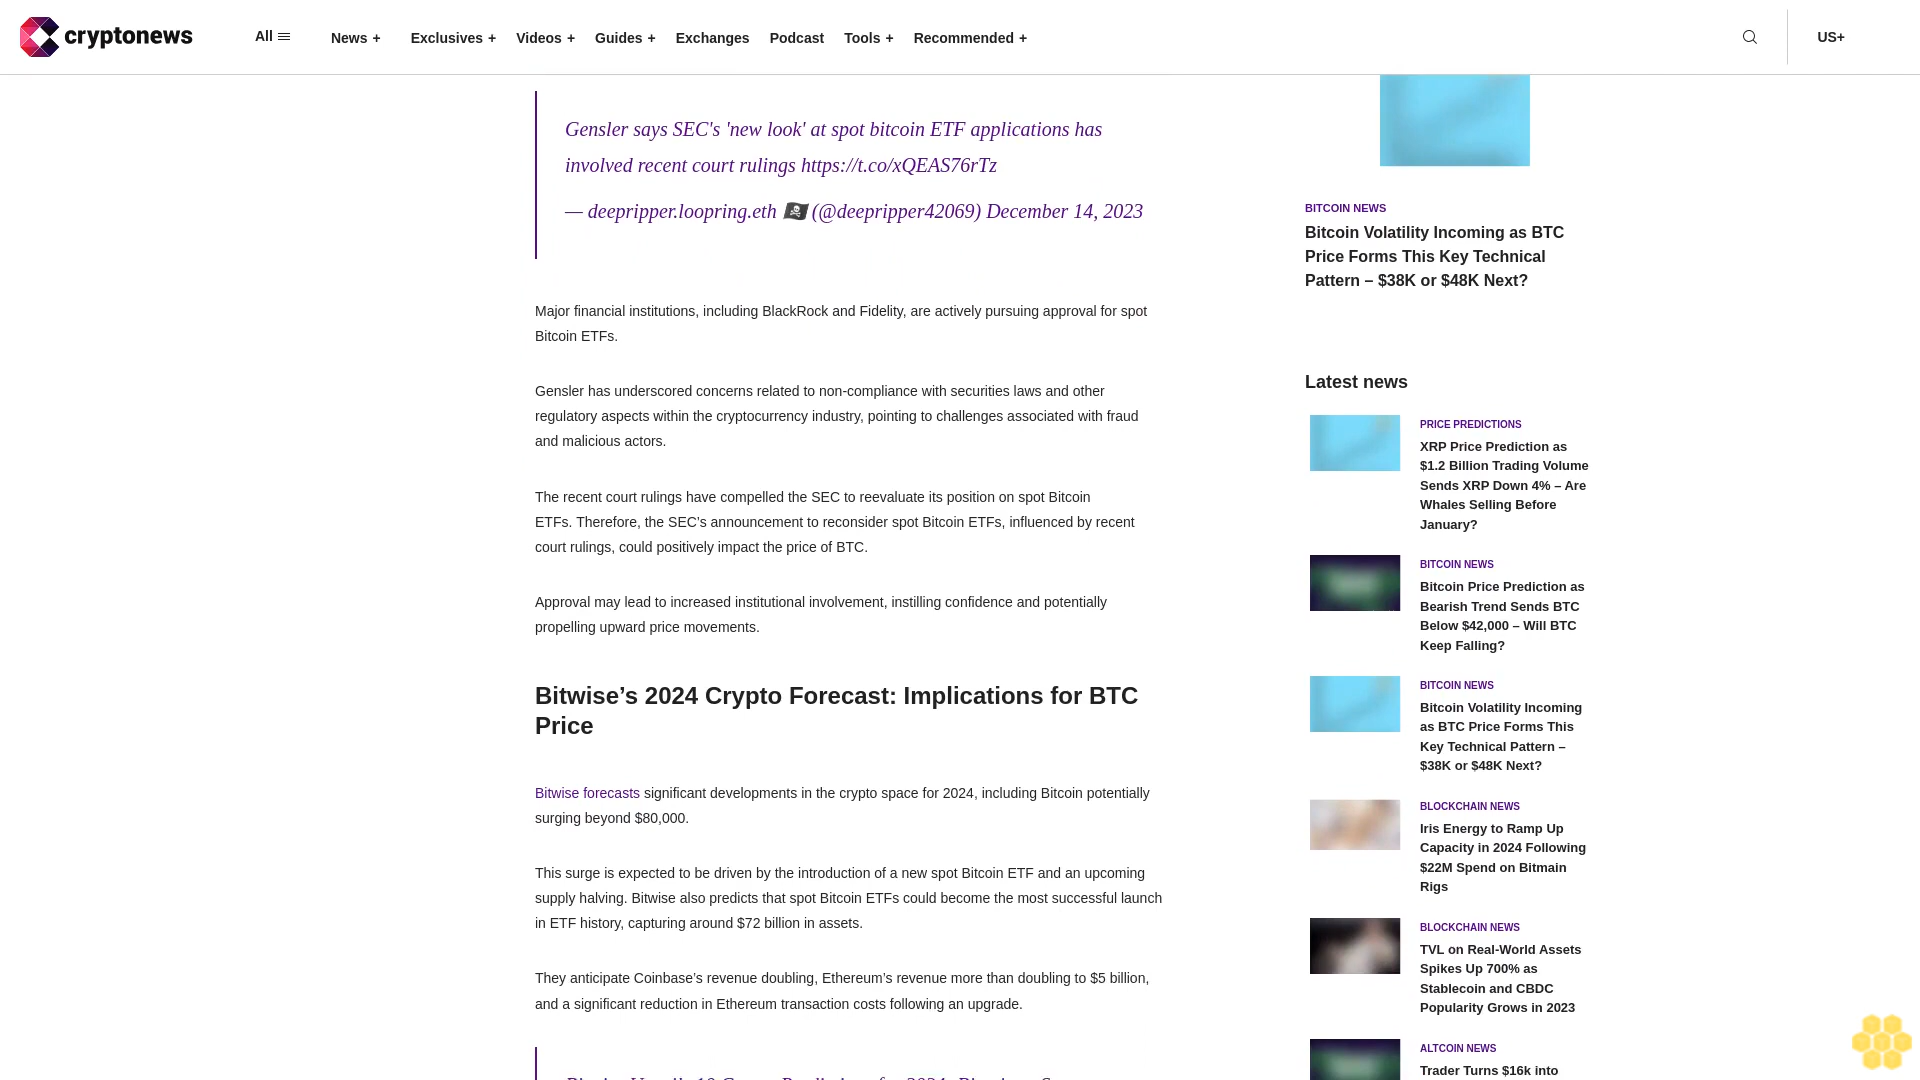 cryptonews
All
News +
Exclusives +
Videos +
Guides +
Exchanges
Podcast
Tools +
Recommended +
US+
Gensler says SEC's 'new look' at spot bitcoin ETF applications has
involved recent court rulings https://t.co/xQEAS76rTz
— deepripper.loopring.eth 🏴‍☠️ (@deepripper42069) December 14, 2023
Major financial institutions, including BlackRock and Fidelity, are actively pursuing approval for spot
Bitcoin ETFs.
Gensler has underscored concerns related to non-compliance with securities laws and other
regulatory aspects within the cryptocurrency industry, pointing to challenges associated with fraud
and malicious actors.
The recent court rulings have compelled the SEC to reevaluate its position on spot Bitcoin
ETFs. Therefore, the SEC’s announcement to reconsider spot Bitcoin ETFs, influenced by recent
court rulings, could positively impact the price of BTC.
Approval may lead to increased institutional involvement, instilling confidence and potentially
propelling upward price movements.
Bitwise’s 2024 Crypto Forecast: Implications for BTC
Price
Bitwise forecasts significant developments in the crypto space for 2024, including Bitcoin potentially
surging beyond $80,000.
This surge is expected to be driven by the introduction of a new spot Bitcoin ETF and an upcoming
supply halving. Bitwise also predicts that spot Bitcoin ETFs could become the most successful launch
in ETF history, capturing around $72 billion in assets.
They anticipate Coinbase’s revenue doubling, Ethereum’s revenue more than doubling to $5 billion,
and a significant reduction in Ethereum transaction costs following an upgrade.
BITCOIN NEWS
Bitcoin Volatility Incoming as BTC
Price Forms This Key Technical
Pattern – $38K or $48K Next?
Latest news
PRICE PREDICTIONS
XRP Price Prediction as
$1.2 Billion Trading Volume
Sends XRP Down 4% – Are
Whales Selling Before
January?
BITCOIN NEWS
Bitcoin Price Prediction as
Bearish Trend Sends BTC
Below $42,000 – Will BTC
Keep Falling?
BITCOIN NEWS
Bitcoin Volatility Incoming
as BTC Price Forms This
Key Technical Pattern –
$38K or $48K Next?
BLOCKCHAIN NEWS
Iris Energy to Ramp Up
Capacity in 2024 Following
$22M Spend on Bitmain
Rigs
BLOCKCHAIN NEWS
TVL on Real-World Assets
Spikes Up 700% as
Stablecoin and CBDC
Popularity Grows in 2023
ALTCOIN NEWS
Trader Turns $16k into